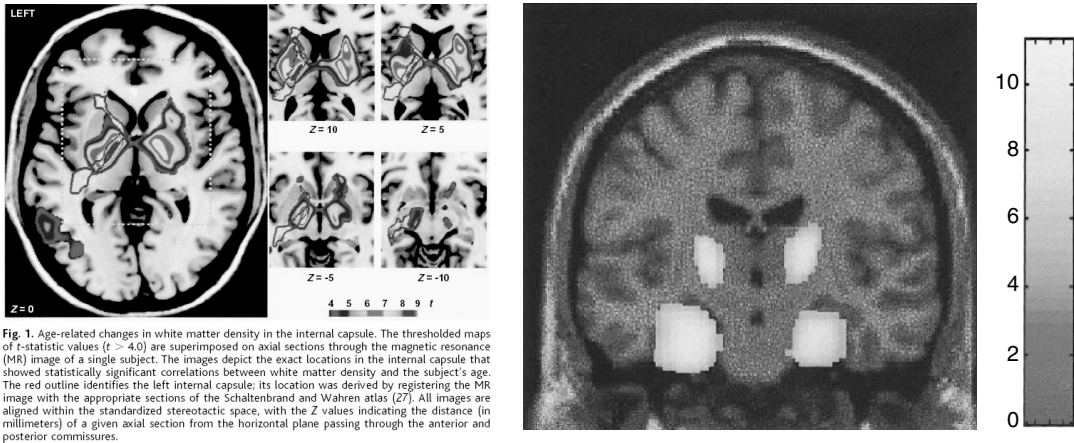 LEFT
Z = 10
Z = 5
Z = -5
Z = -10
Z = 0
4 5 6 7 8 9 t
Fig. 1. Age-related changes in white matter density in the internal capsule. The thresholded maps
of t-statistic values (t > 4.0) are superimposed on axial sections through the magnetic resonance
(MR) image of a single subject. The images depict the exact locations in the internal capsule that
showed statistically significant correlations between white matter density and the subject's age.
The red outline identifies the left internal capsule; its location was derived by registering the MR
image with the appropriate sections of the Schaltenbrand and Wahren atlas (27). All images are
aligned within the standardized stereotactic space, with the Z values indicating the distance (in
millimeters) of a given axial section from the horizontal plane passing through the anterior and
posterior commissures.
10
8
6
4
2
0